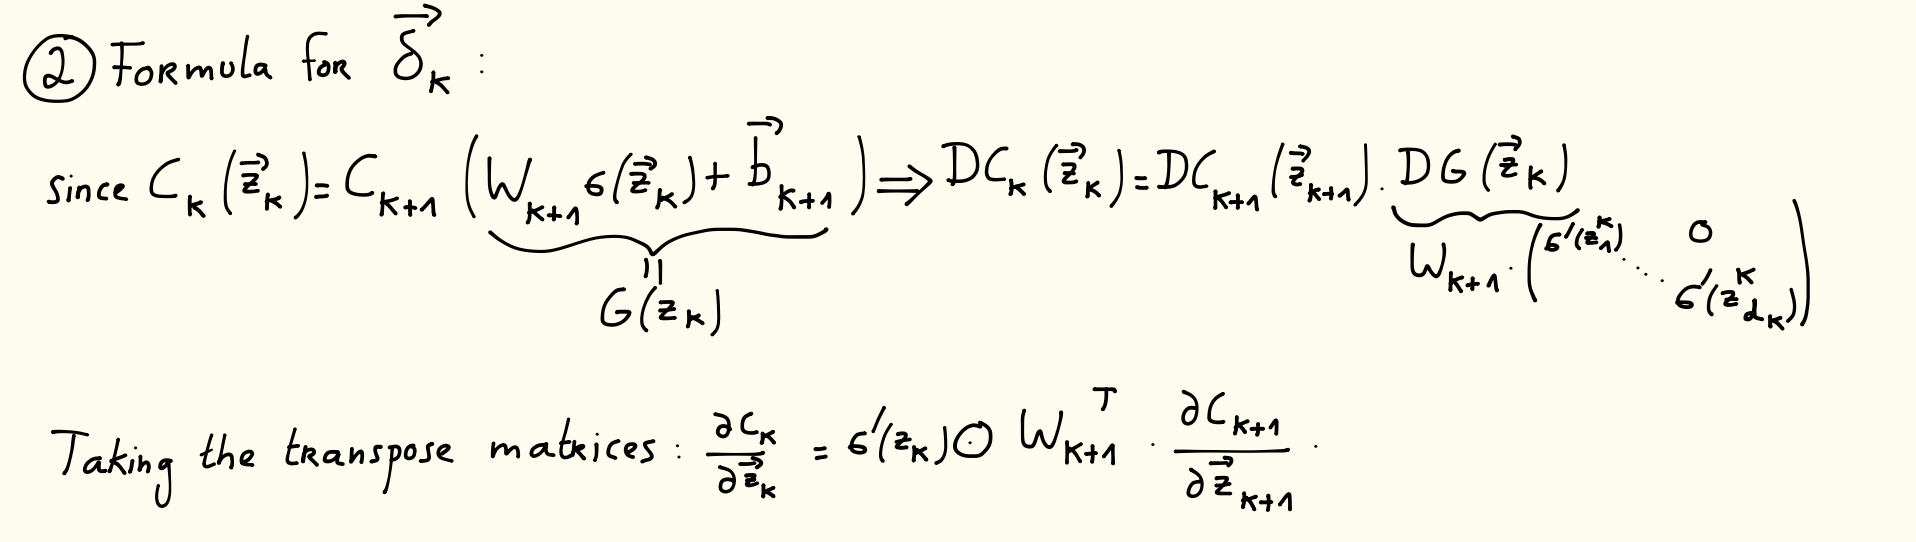 ② Formula for $\vec{\delta}_k$ :
since $C_k(\vec{z}_k) = C_{k+1}(\underbrace{W_{k+1} \sigma(\vec{z}_k) + \vec{b}_{k+1}}_{\overset{||}{G(z_k)}}) \Rightarrow DC_k(\vec{z}_k) = DC_{k+1}(\vec{z}_{k+1}) \cdot \underbrace{DG(\vec{z}_k)}_{W_{k+1} \cdot \begin{pmatrix} \sigma'(z_1^k) & & 0 \\ & \ddots & \\ & & \sigma'(z_{d_k}^k) \end{pmatrix}}$
Taking the transpose matrices : $\frac{\partial C_k}{\partial \vec{z}_k} = \sigma'(z_k) \odot W_{k+1}^T \cdot \frac{\partial C_{k+1}}{\partial \vec{z}_{k+1}}$ .